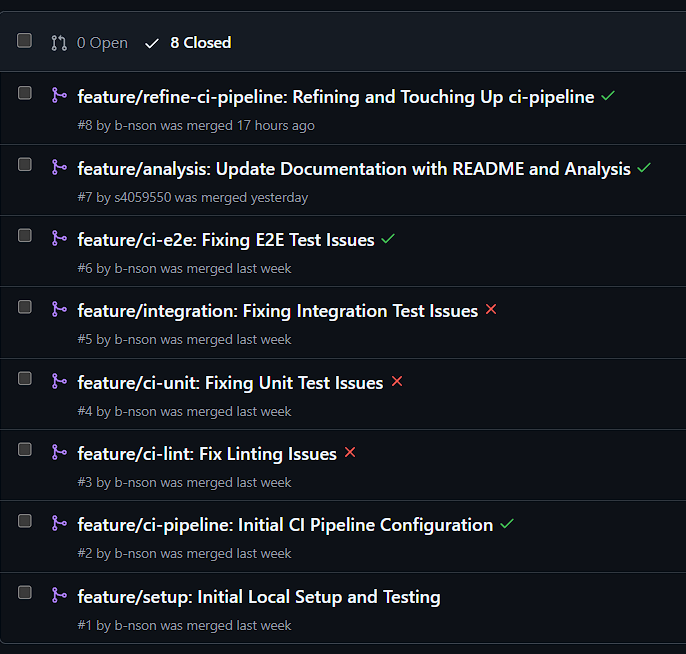 0 Open 8 Closed
feature/refine-ci-pipeline: Refining and Touching Up ci-pipeline
#8 by b-nson was merged 17 hours ago
feature/analysis: Update Documentation with README and Analysis
#7 by s4059550 was merged yesterday
feature/ci-e2e: Fixing E2E Test Issues
#6 by b-nson was merged last week
feature/integration: Fixing Integration Test Issues
#5 by b-nson was merged last week
feature/ci-unit: Fixing Unit Test Issues
#4 by b-nson was merged last week
feature/ci-lint: Fix Linting Issues
#3 by b-nson was merged last week
feature/ci-pipeline: Initial CI Pipeline Configuration
#2 by b-nson was merged last week
feature/setup: Initial Local Setup and Testing
#1 by b-nson was merged last week